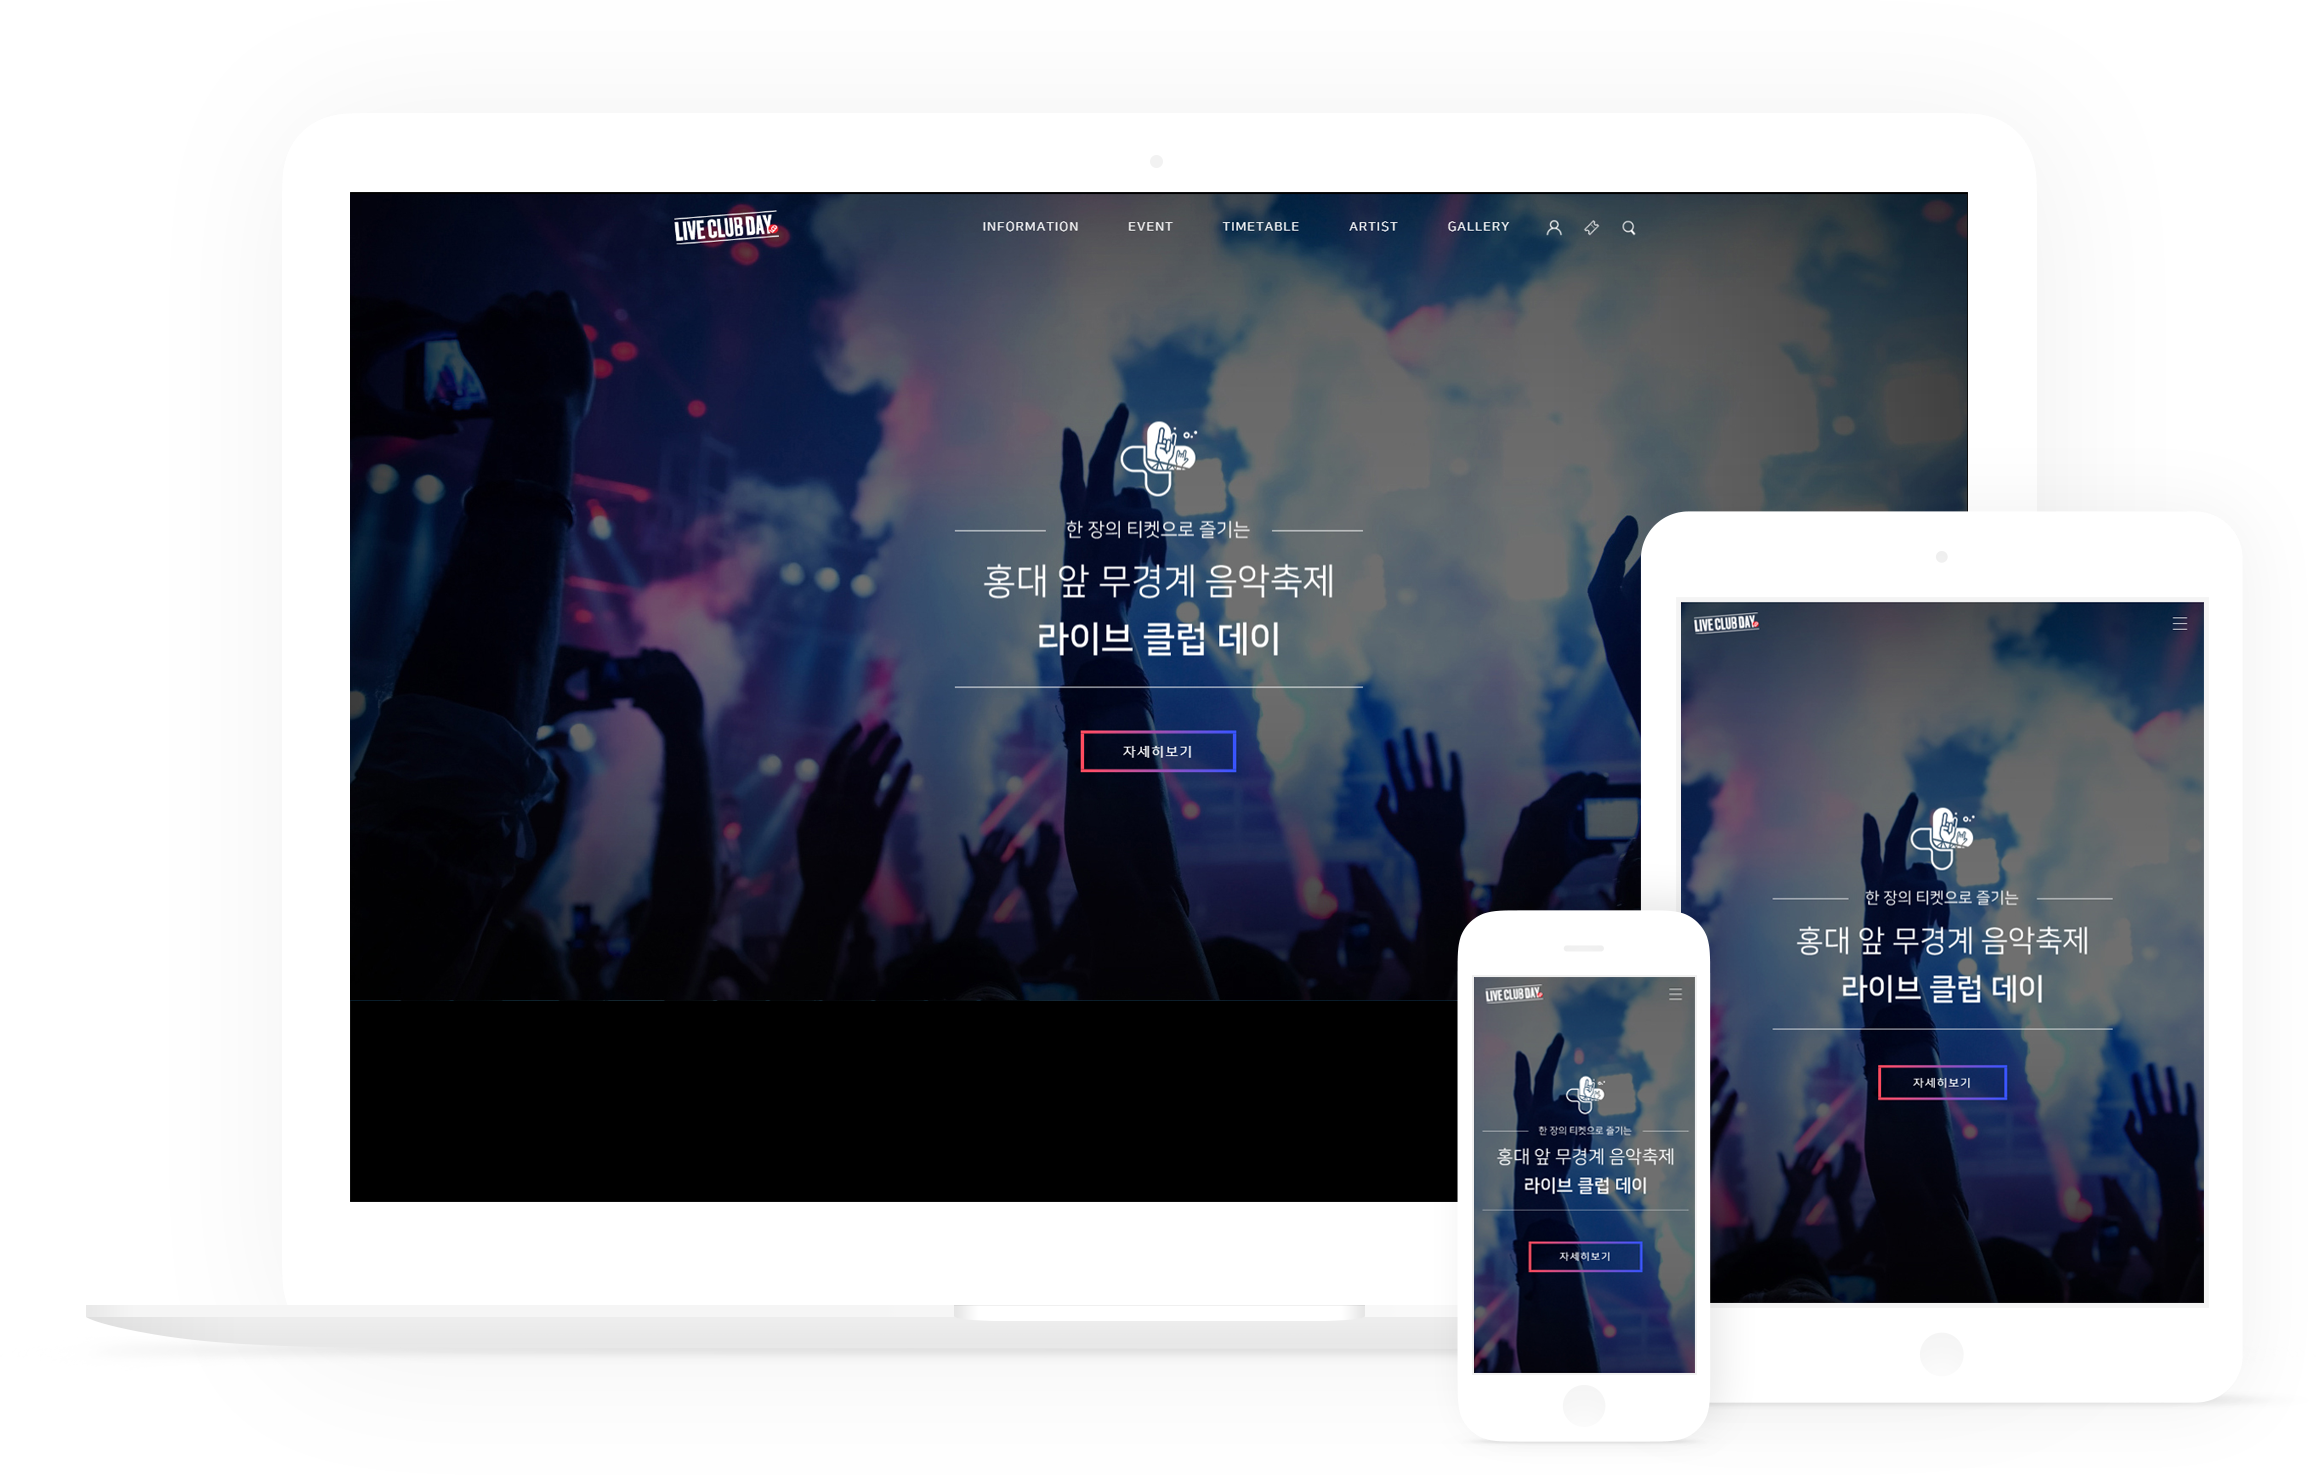 LIVE CLUB DAY
INFORMATION EVENT TIMETABLE ARTIST GALLERY
한 장의 티켓으로 즐기는
홍대 앞 무경계 음악축제
라이브 클럽 데이
자세히보기
LIVE CLUB DAY
한 장의 티켓으로 즐기는
홍대 앞 무경계 음악축제
라이브 클럽 데이
자세히보기
LIVE CLUB DAY
한 장의 티켓으로 즐기는
홍대 앞 무경계 음악축제
라이브 클럽 데이
자세히보기